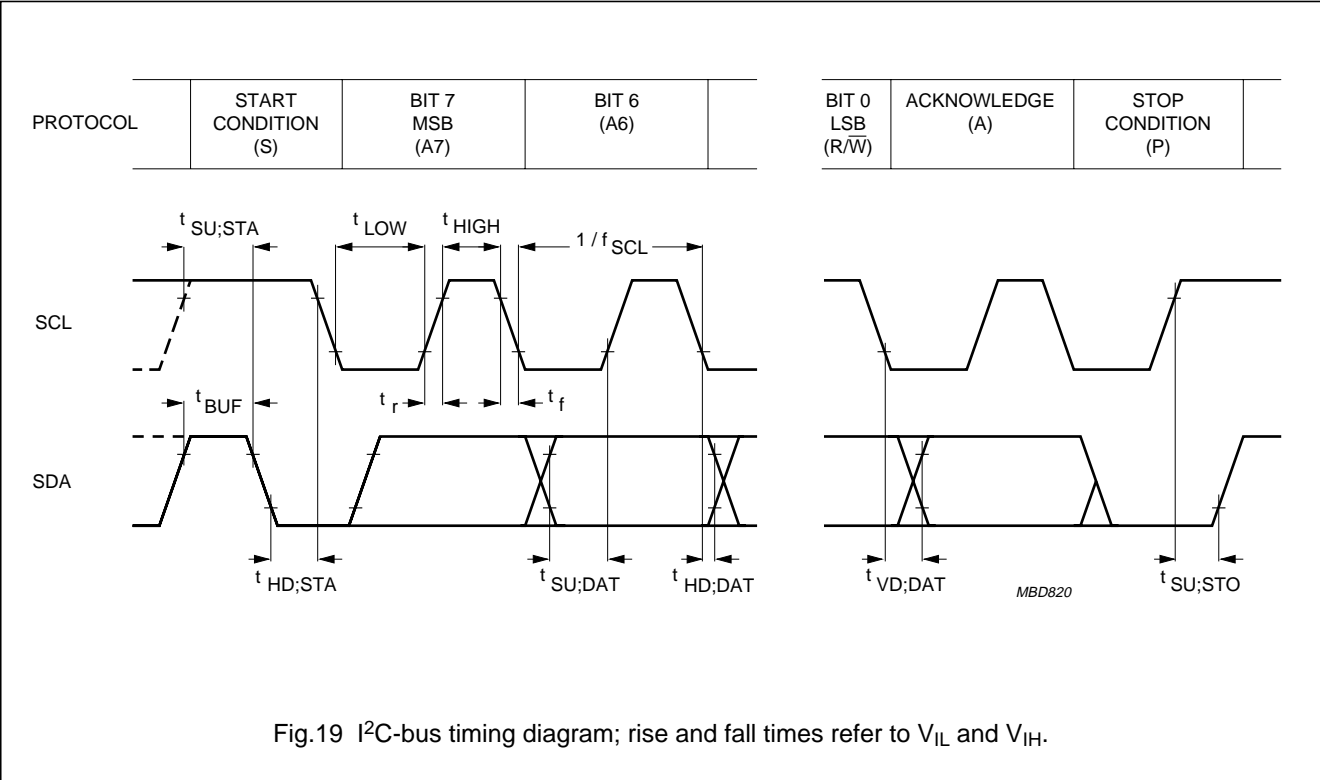 PROTOCOL
START
CONDITION
(S)
BIT 7
MSB
(A7)
BIT 6
(A6)
BIT 0
LSB
(R/W̅)
ACKNOWLEDGE
(A)
STOP
CONDITION
(P)
t SU;STA
t LOW
t HIGH
1 / f SCL
SCL
t BUF
t r
t f
SDA
t HD;STA
t SU;DAT
t HD;DAT
t VD;DAT
MBD820
t SU;STO
Fig.19 I²C-bus timing diagram; rise and fall times refer to VIL and VIH.